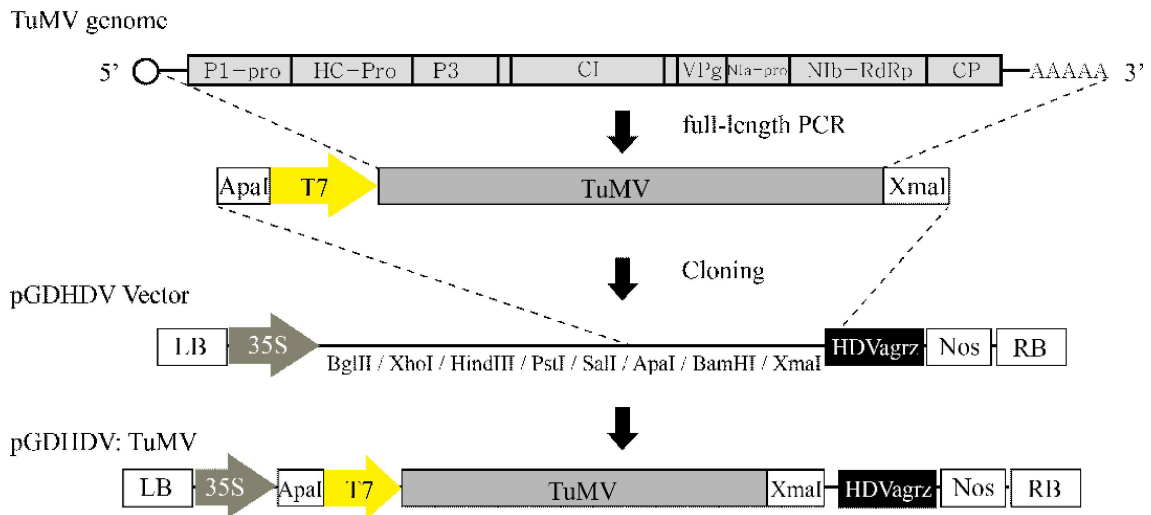 TuMV genome
5' P1-pro HC-Pro P3 CI VPg NIa-pro NIb-RdRp CP AAAAA 3'
full-length PCR
ApaI T7 TuMV XmaI
Cloning
pGDHDV Vector
LB 35S HDVagrz Nos RB
BglII / XhoI / HindIII / PstI / SalI / ApaI / BamHI / XmaI
pGDHDV: TuMV
LB 35S ApaI T7 TuMV XmaI HDVagrz Nos RB